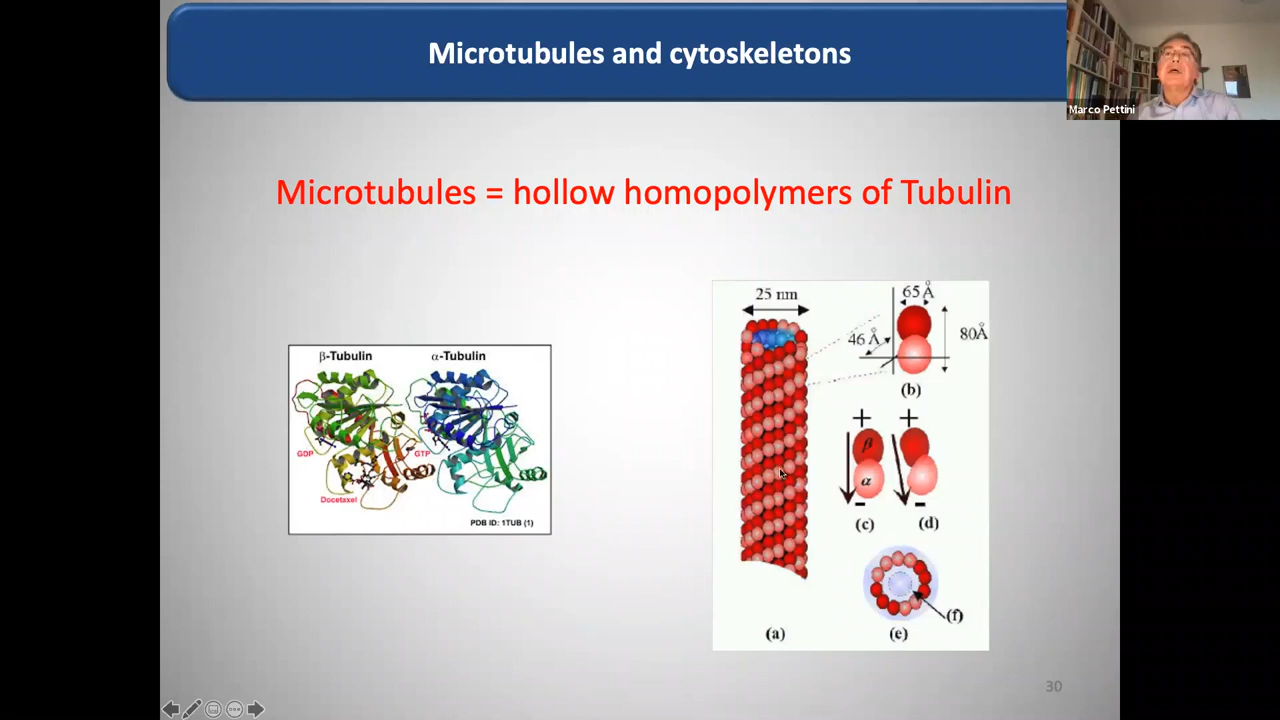 Microtubules and cytoskeletons
Marco Pettini
Microtubules = hollow homopolymers of Tubulin
β-Tubulin α-Tubulin
GDP GTP
Docetaxel
PDB ID: 1TUB (1)
25 nm
65 Å
46 Å
80Å
(b)
+ +
β
α
- -
(c) (d)
(f)
(a) (e)
30